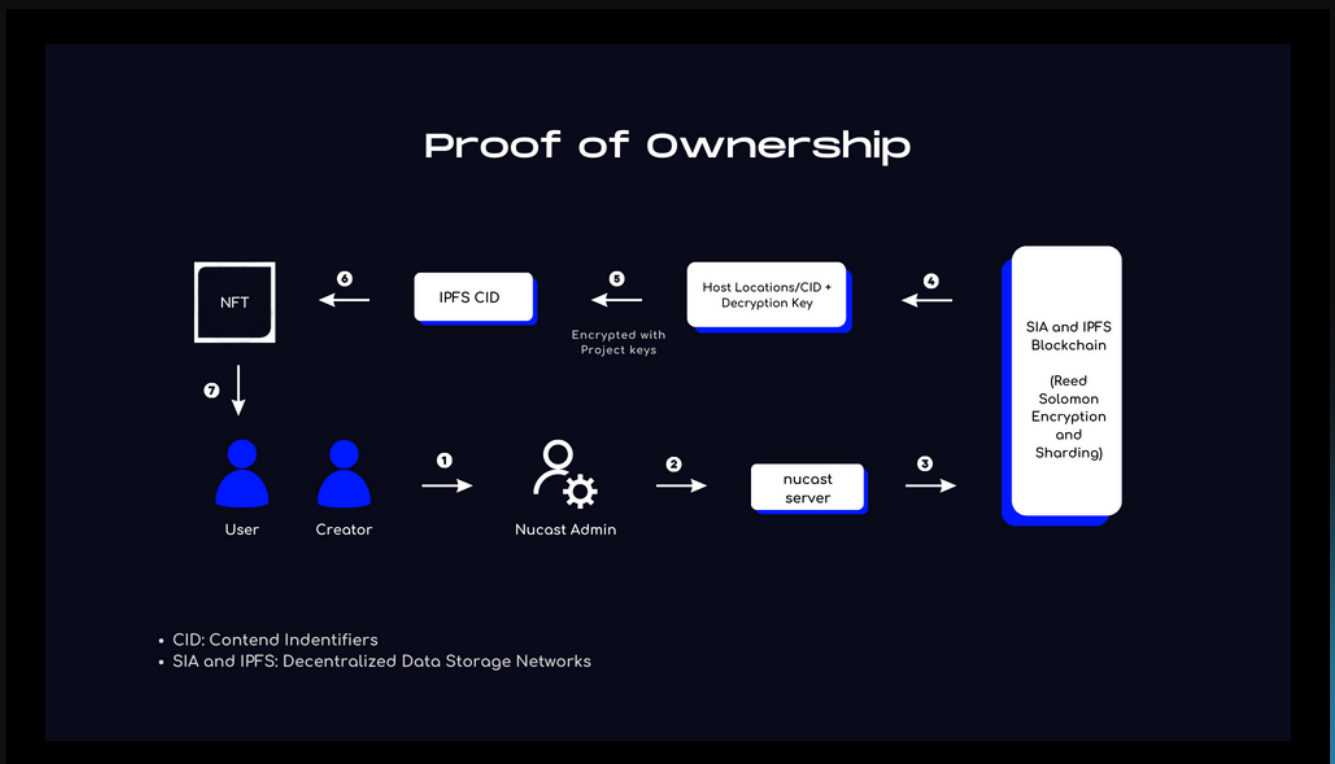 Proof of Ownership
NFT
6
IPFS CID
5
Encrypted with
Project keys
Host Locations/CID +
Decryption Key
4
SIA and IPFS
Blockchain
(Reed
Solomon
Encryption
and
Sharding)
7
User
Creator
1
Nucast Admin
2
nucast
server
3
• CID: Contend Indentifiers
• SIA and IPFS: Decentralized Data Storage Networks